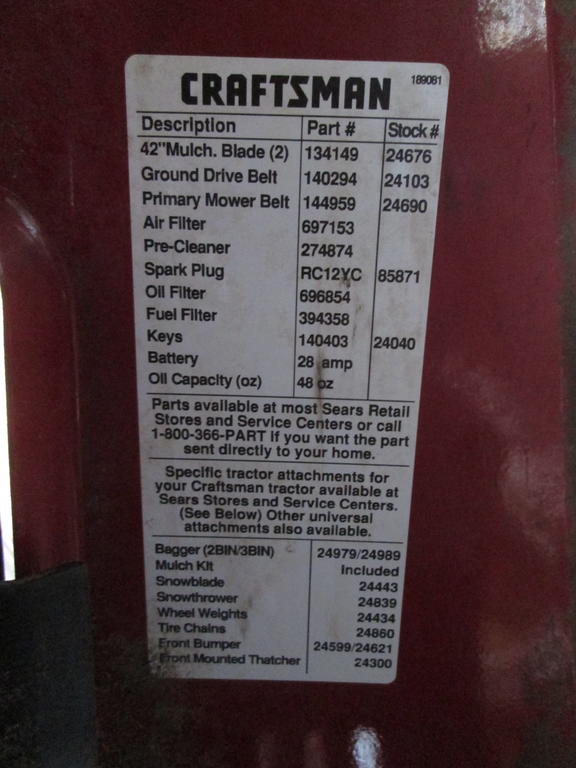 CRAFTSMAN 189081
Description Part # Stock #
42"Mulch. Blade (2) 134149 24676
Ground Drive Belt 140294 24103
Primary Mower Belt 144959 24690
Air Filter 697153
Pre-Cleaner 274874
Spark Plug RC12YC 85871
Oil Filter 696854
Fuel Filter 394358
Keys 140403 24040
Battery 28 amp
Oil Capacity (oz) 48 oz
Parts available at most Sears Retail
Stores and Service Centers or call
1-800-366-PART if you want the part
sent directly to your home.
Specific tractor attachments for
your Craftsman tractor available at
Sears Stores and Service Centers.
(See Below) Other universal
attachments also available.
Bagger (2BIN/3BIN) 24979/24989
Mulch Kit Included
Snowblade 24443
Snowthrower 24839
Wheel Weights 24434
Tire Chains 24860
Front Bumper 24599/24621
Front Mounted Thatcher 24300